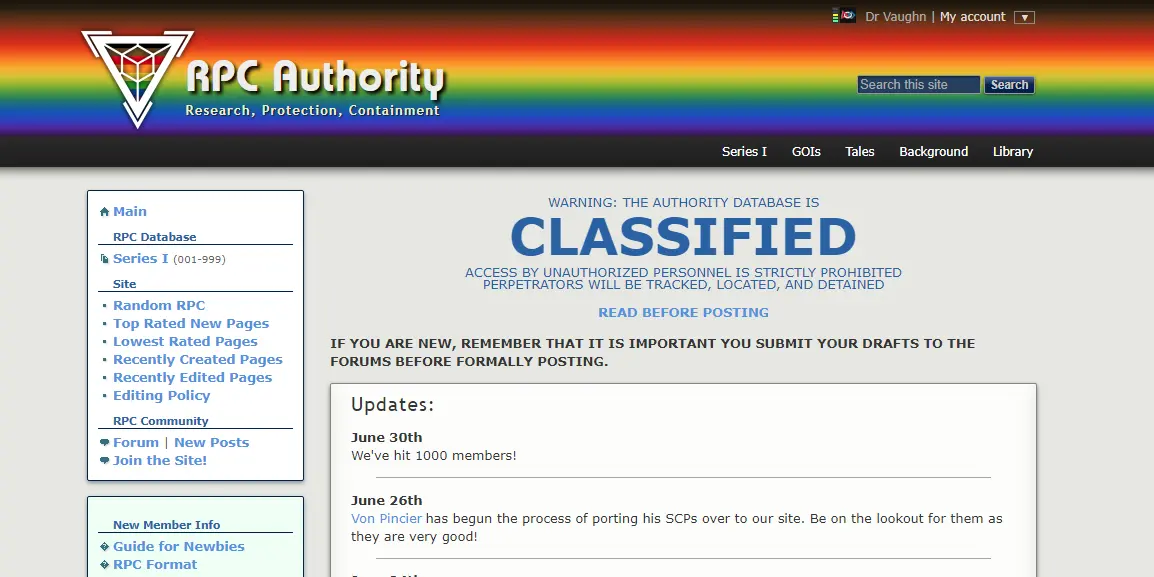 Dr Vaughn | My account ▼
RPC Authority
Research, Protection, Containment
Search this site
Search
Series I GOIs Tales Background Library
Main
RPC Database
Series I (001-999)
Site
Random RPC
Top Rated New Pages
Lowest Rated Pages
Recently Created Pages
Recently Edited Pages
Editing Policy
RPC Community
Forum | New Posts
Join the Site!
New Member Info
Guide for Newbies
RPC Format
WARNING: THE AUTHORITY DATABASE IS
CLASSIFIED
ACCESS BY UNAUTHORIZED PERSONNEL IS STRICTLY PROHIBITED
PERPETRATORS WILL BE TRACKED, LOCATED, AND DETAINED
READ BEFORE POSTING
IF YOU ARE NEW, REMEMBER THAT IT IS IMPORTANT YOU SUBMIT YOUR DRAFTS TO THE
FORUMS BEFORE FORMALLY POSTING.
Updates:
June 30th
We've hit 1000 members!
June 26th
Von Pincier has begun the process of porting his SCPs over to our site. Be on the lookout for them as
they are very good!